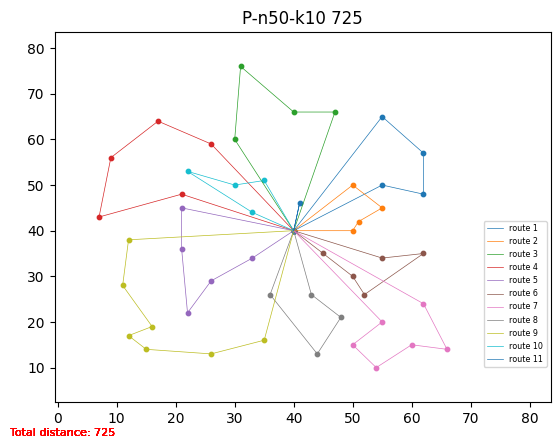 P-n50-k10 725
80
70
60
50
40
30
20
10
0 10 20 30 40 50 60 70 80
route 1
route 2
route 3
route 4
route 5
route 6
route 7
route 8
route 9
route 10
route 11
Total distance: 725